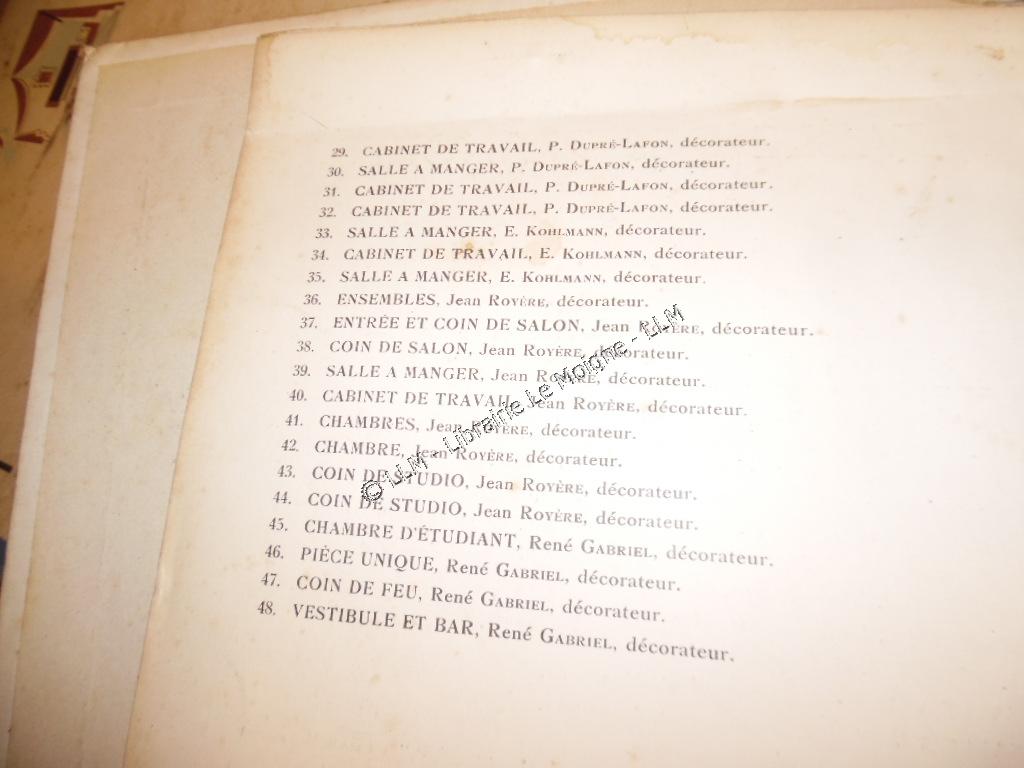 29. CABINET DE TRAVAIL, P. DUPRÉ-LAFON, décorateur.
30. SALLE A MANGER, P. DUPRÉ-LAFON, décorateur.
31. CABINET DE TRAVAIL, P. DUPRÉ-LAFON, décorateur.
32. CABINET DE TRAVAIL, P. DUPRÉ-LAFON, décorateur.
33. SALLE A MANGER, E. KOHLMANN, décorateur.
34. CABINET DE TRAVAIL, E. KOHLMANN, décorateur.
35. SALLE A MANGER, E. KOHLMANN, décorateur.
36. ENSEMBLES, Jean ROYÈRE, décorateur.
37. ENTRÉE ET COIN DE SALON, Jean ROYÈRE, décorateur.
38. COIN DE SALON, Jean ROYÈRE, décorateur.
39. SALLE A MANGER, Jean ROYÈRE, décorateur.
40. CABINET DE TRAVAIL, Jean ROYÈRE, décorateur.
41. CHAMBRES, Jean ROYÈRE, décorateur.
42. CHAMBRE, Jean ROYÈRE, décorateur.
43. COIN DE STUDIO, Jean ROYÈRE, décorateur.
44. COIN DE STUDIO, Jean ROYÈRE, décorateur.
45. CHAMBRE D'ÉTUDIANT, René GABRIEL, décorateur.
46. PIÈCE UNIQUE, René GABRIEL, décorateur.
47. COIN DE FEU, René GABRIEL, décorateur.
48. VESTIBULE ET BAR, René GABRIEL, décorateur.
© LLM - Librairie Le Moighe - LLM